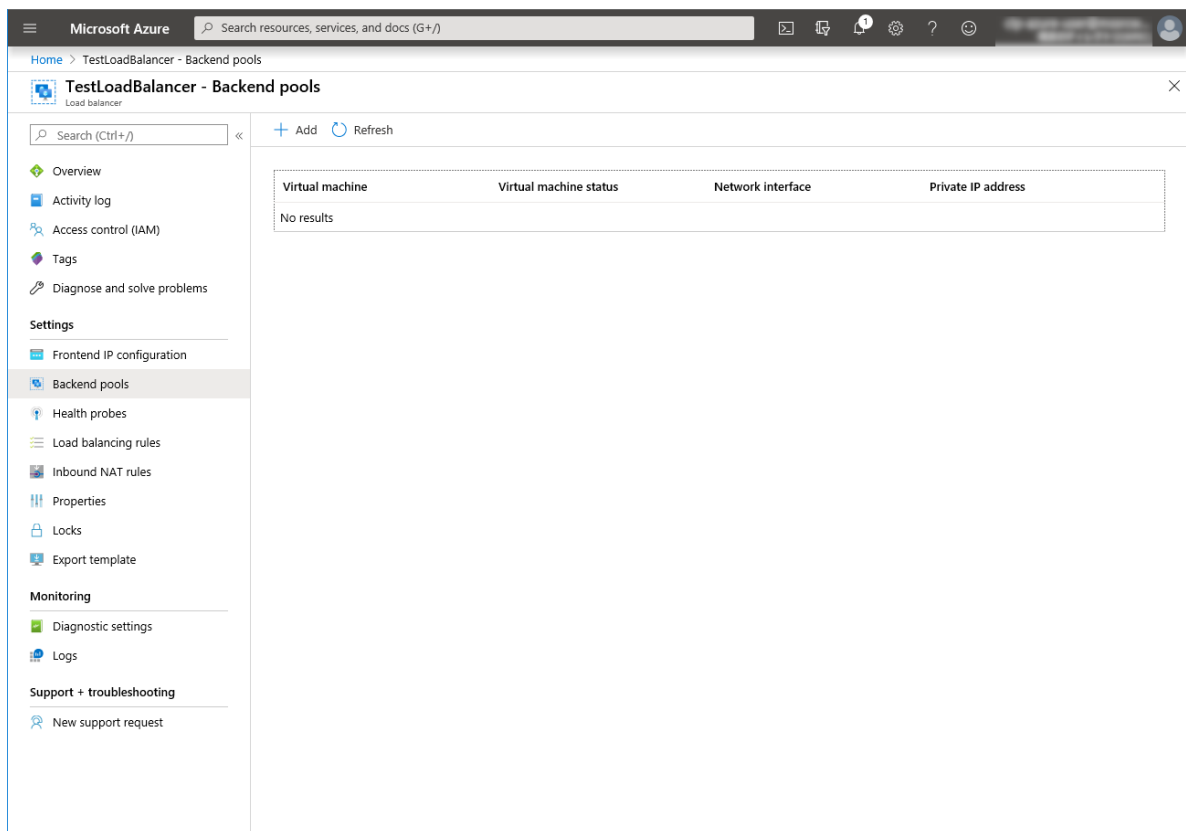 Microsoft Azure
Search resources, services, and docs (G+/)
1
Home > TestLoadBalancer - Backend pools
TestLoadBalancer - Backend pools
Load balancer
Search (Ctrl+/)
Add Refresh
Overview
Activity log
Access control (IAM)
Tags
Diagnose and solve problems
Settings
Frontend IP configuration
Backend pools
Health probes
Load balancing rules
Inbound NAT rules
Properties
Locks
Export template
Monitoring
Diagnostic settings
Logs
Support + troubleshooting
New support request
Virtual machine Virtual machine status Network interface Private IP address
No results